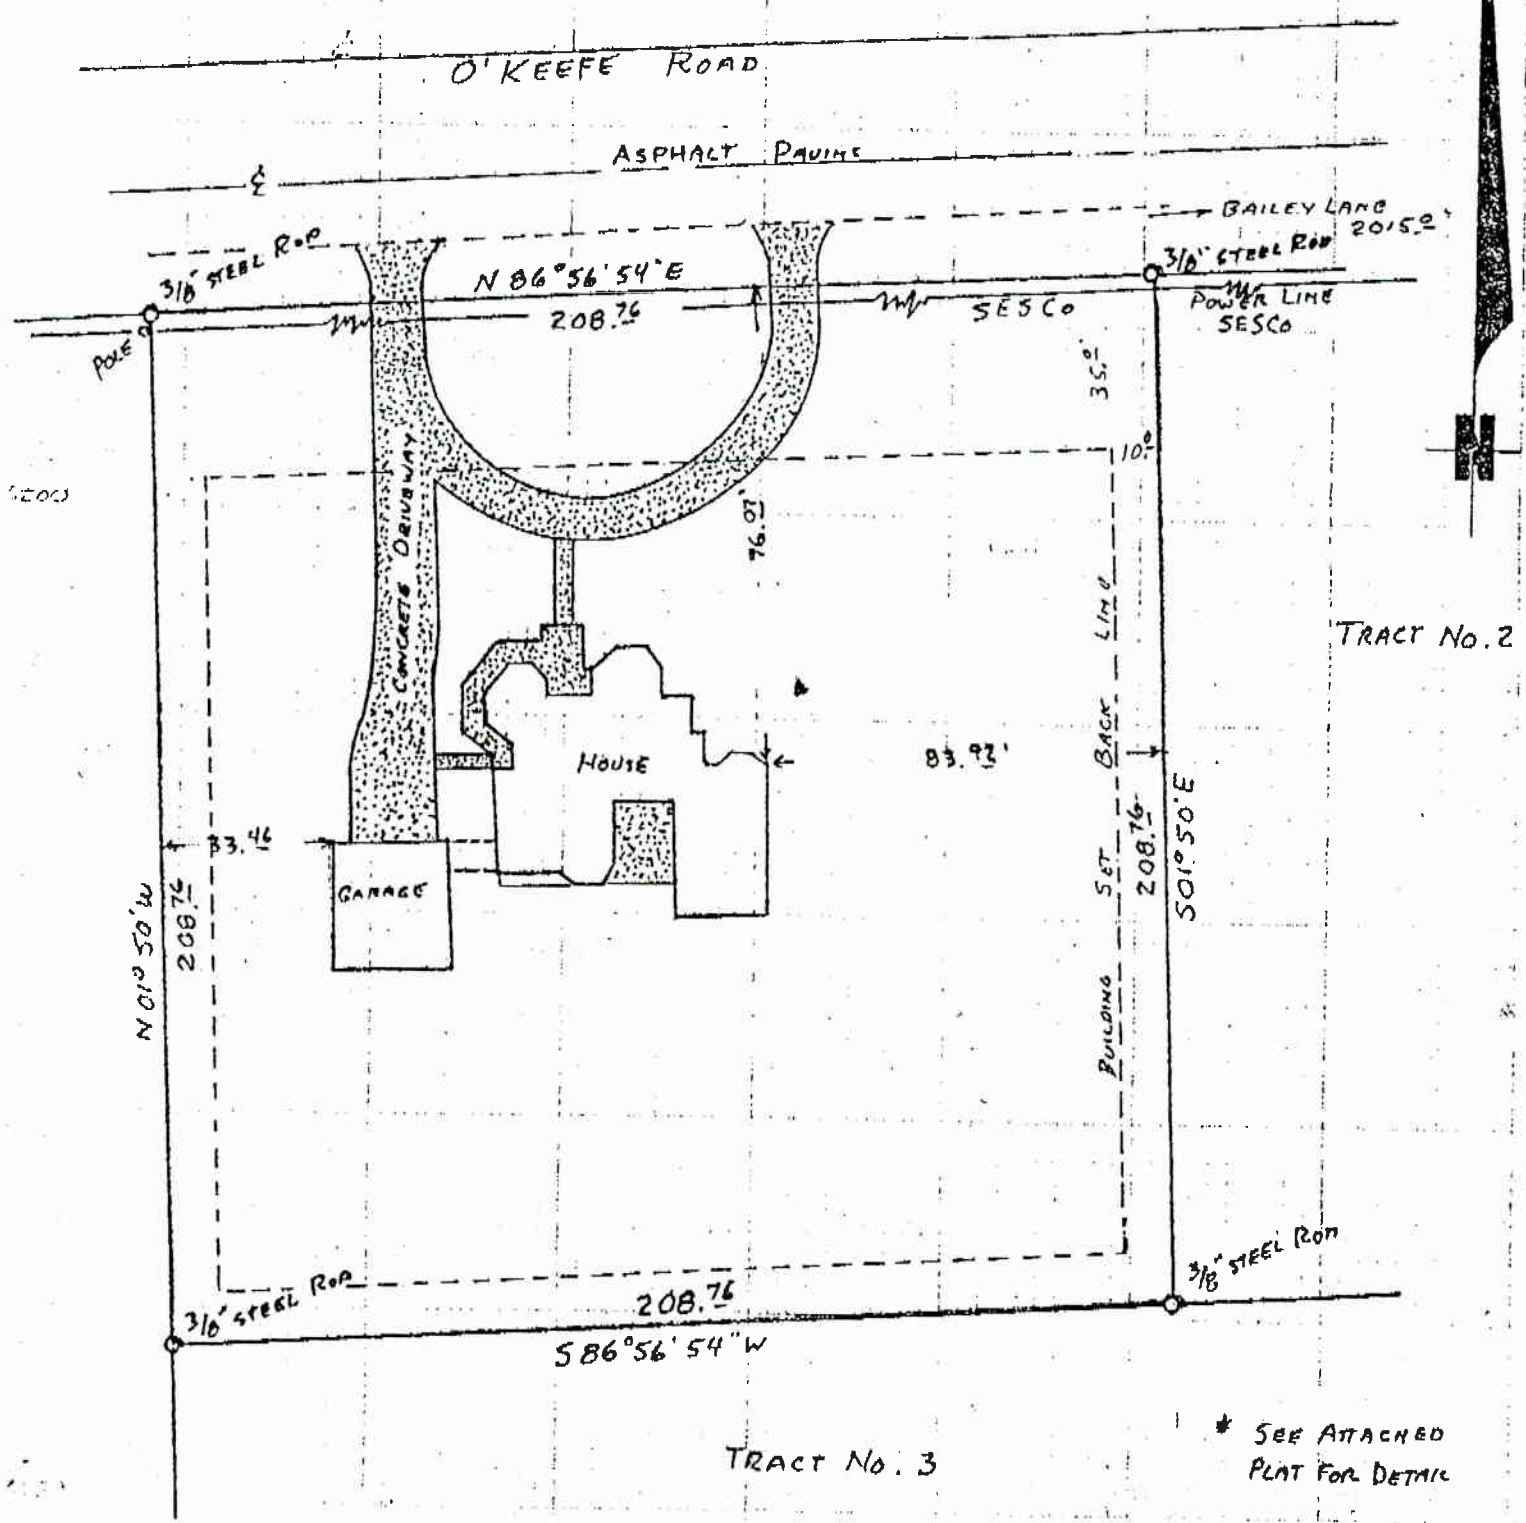 O'KEEFE ROAD
ASPHALT PAVING
BAILEY LANE
2015.0'
3/8" STEEL ROD
3/8" STEEL ROD
N 86°56'54"E
208.76
SESCO
POWER LINE
SESCO
POLE
35.0'
10.0
CONCRETE DRIVEWAY
96.07'
TRACT No. 2
HOUSE
83.93'
BUILDING SET BACK LINE
33.46
GARAGE
N 01° 50' W
208.76
208.76
S01°50'E
3/8" STEEL ROD
3/8" STEEL ROD
208.76
S86°56'54"W
TRACT No. 3
* SEE ATTACHED
PLAT FOR DETAIL